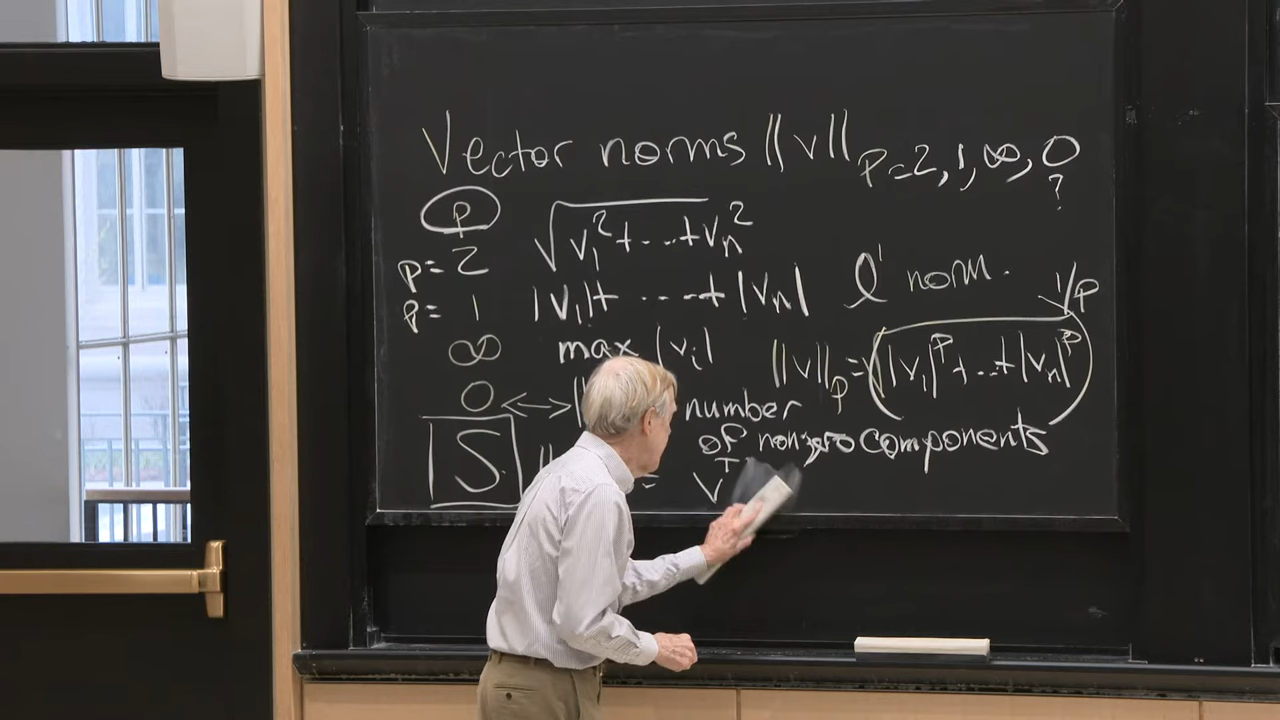 Vector norms ||v|| p=2, 1, ∞, 0
?
p
p=2 √v₁²+...+vₙ²
p= 1 |v₁|+ ...+ |vₙ| ℓ¹ norm.
∞ max |vᵢ| ||v||ₚ=(|v₁|ᵖ+...+|vₙ|ᵖ)^1/p
0 ↔ || number
of nonzero components
S || = vᵀ